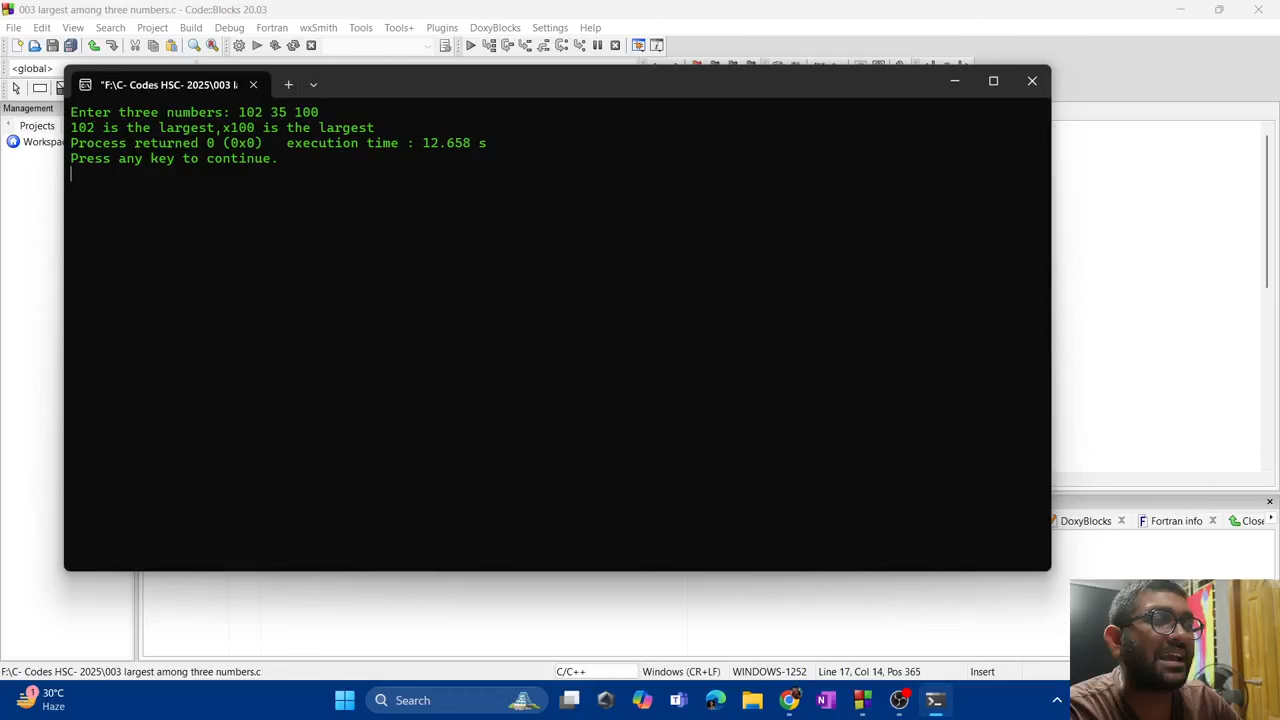 003 largest among three numbers.c - Code::Blocks 20.03
File Edit View Search Project Build Debug Fortran wxSmith Tools Tools+ Plugins DoxyBlocks Settings Help
<global>
"F:\C- Codes HSC- 2025\003 l
Management
Projects
Workspa
Enter three numbers: 102 35 100
102 is the largest,x100 is the largest
Process returned 0 (0x0)   execution time : 12.658 s
Press any key to continue.
DoxyBlocks X Fortran info X Close
F:\C- Codes HSC- 2025\003 largest among three numbers.c C/C++ Windows (CR+LF) WINDOWS-1252 Line 17, Col 14, Pos 365 Insert
1 30°C
Haze
Search